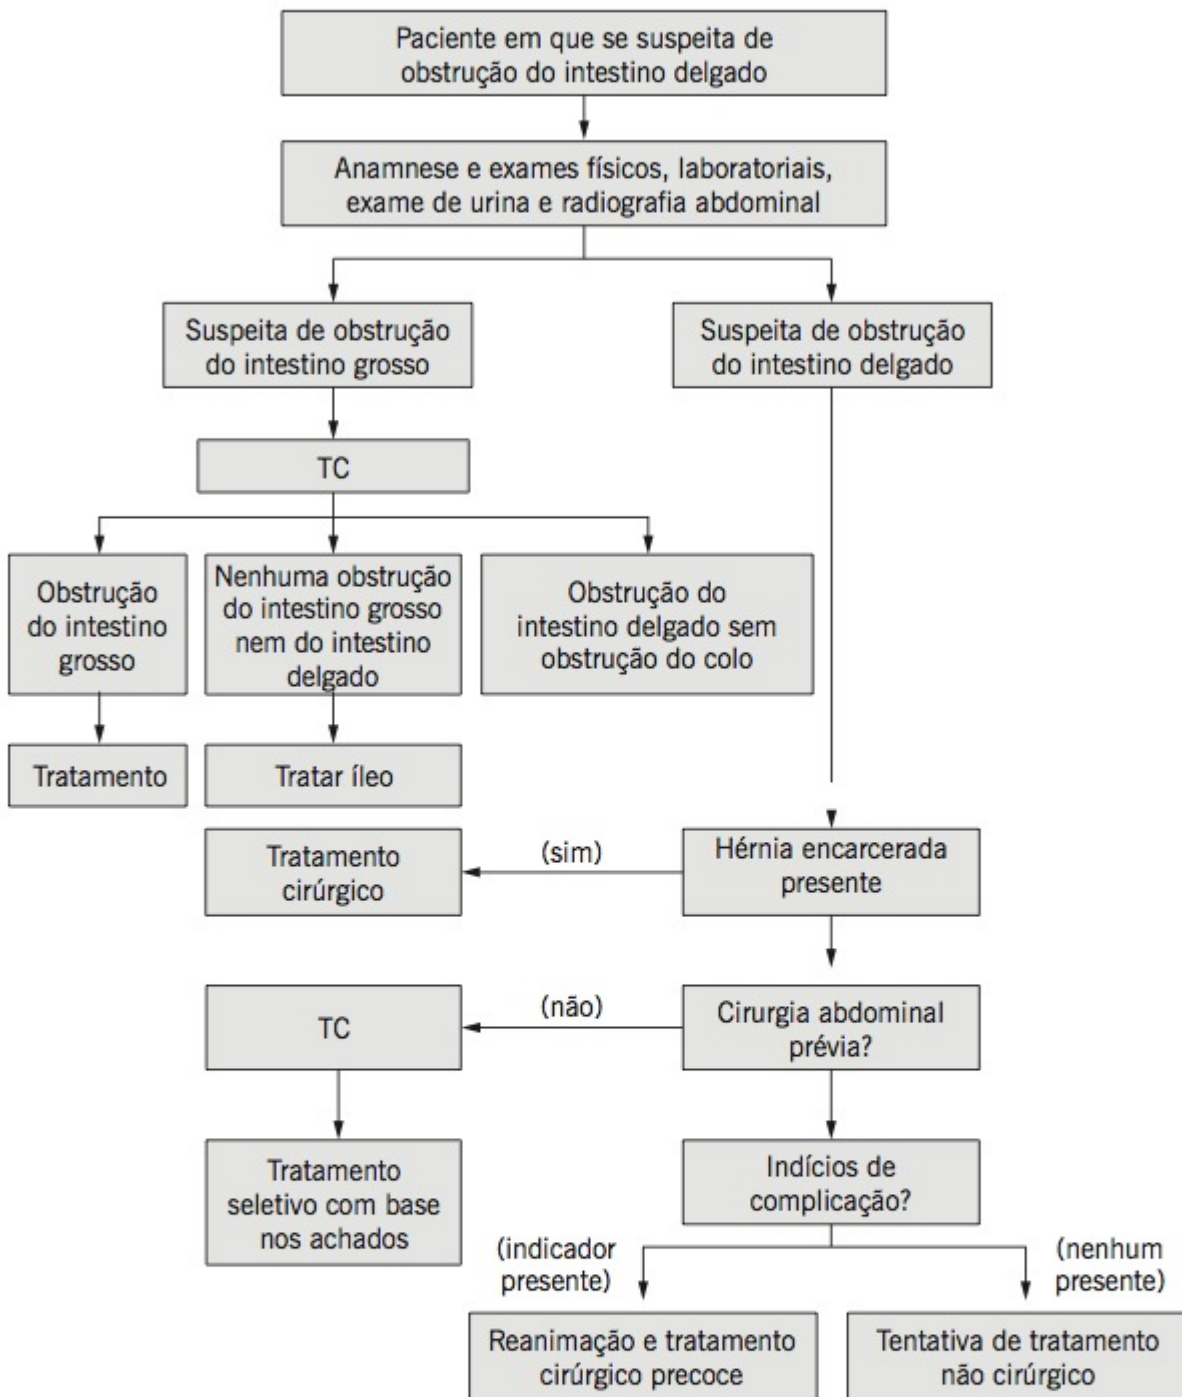 Paciente em que se suspeita de
obstrução do intestino delgado
Anamnese e exames físicos, laboratoriais,
exame de urina e radiografia abdominal
Suspeita de obstrução
do intestino grosso
Suspeita de obstrução
do intestino delgado
TC
Obstrução
do intestino
grosso
Nenhuma obstrução
do intestino grosso
nem do intestino
delgado
Obstrução do
intestino delgado sem
obstrução do colo
Tratamento
Tratar íleo
Tratamento
cirúrgico
(sim)
Hérnia encarcerada
presente
TC
(não)
Cirurgia abdominal
prévia?
Tratamento
seletivo com base
nos achados
Indícios de
complicação?
(indicador
presente)
(nenhum
presente)
Reanimação e tratamento
cirúrgico precoce
Tentativa de tratamento
não cirúrgico